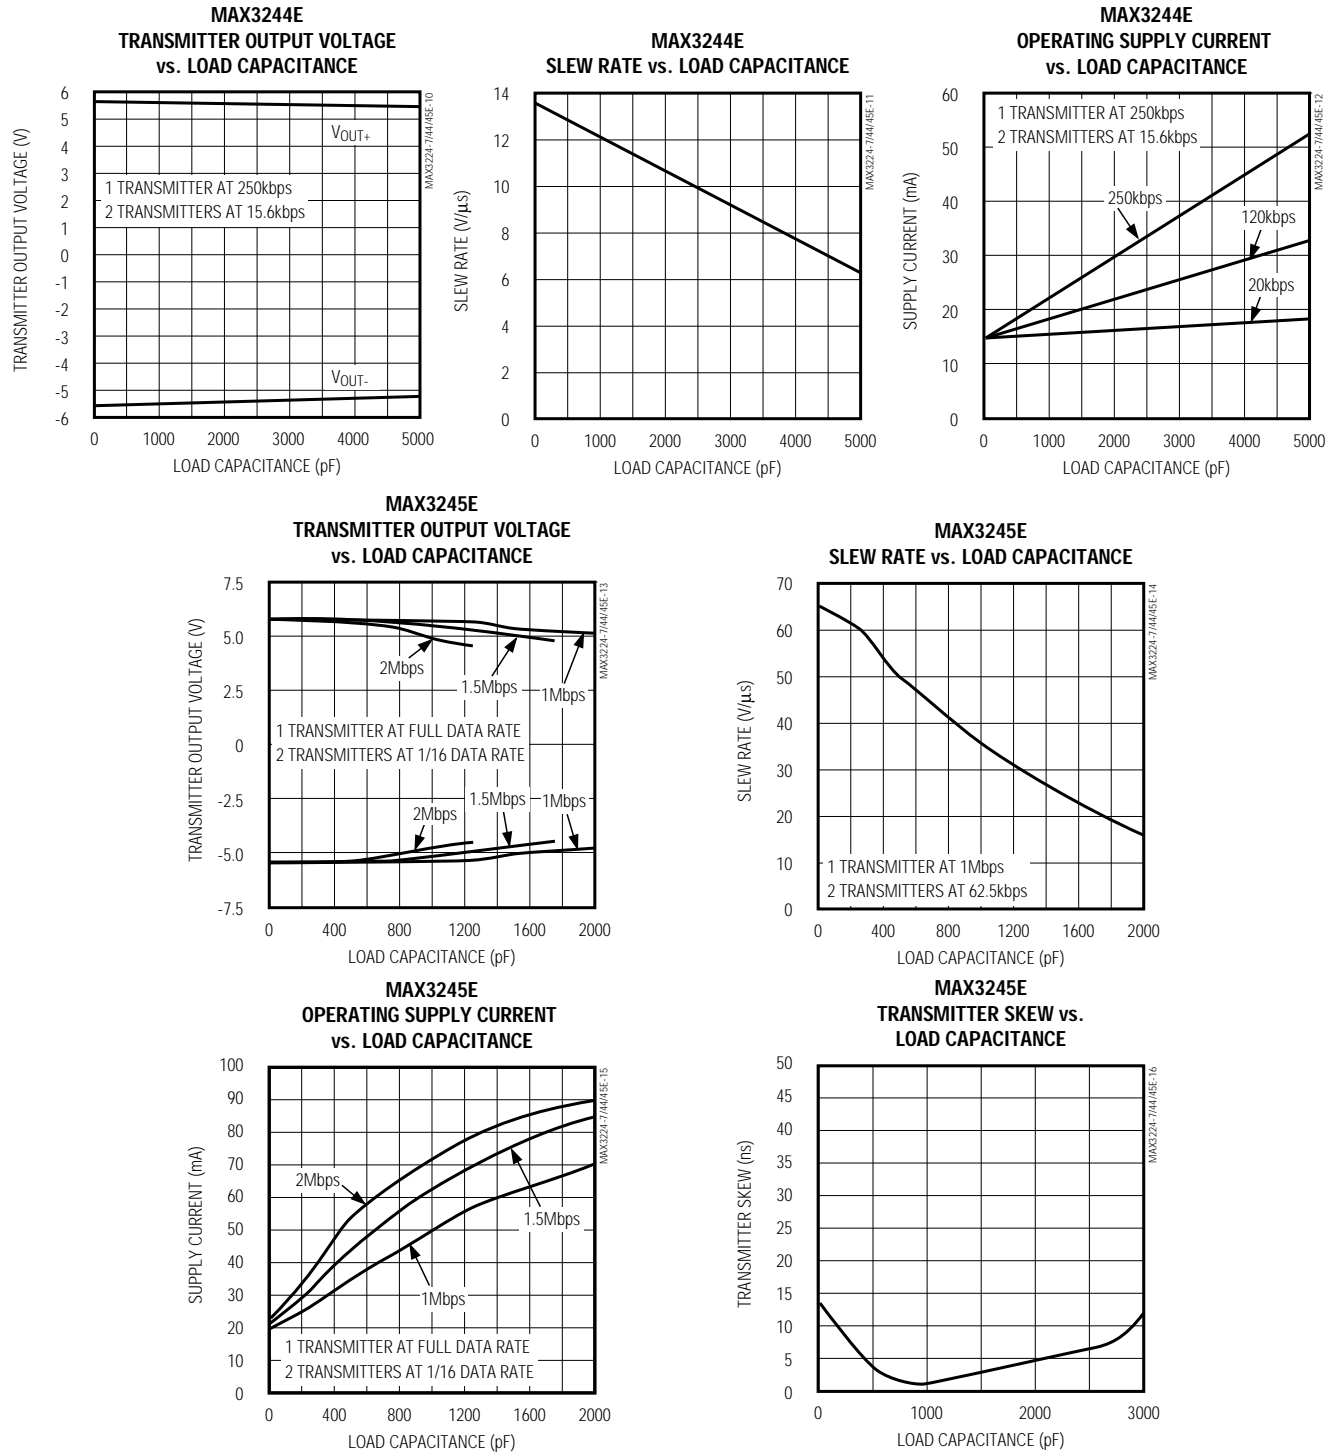 MAX3244E
TRANSMITTER OUTPUT VOLTAGE
vs. LOAD CAPACITANCE
TRANSMITTER OUTPUT VOLTAGE (V)
6
5
4
3
2
1
0
-1
-2
-3
-4
-5
-6
VOUT+
1 TRANSMITTER AT 250kbps
2 TRANSMITTERS AT 15.6kbps
VOUT-
0 1000 2000 3000 4000 5000
LOAD CAPACITANCE (pF)
MAX3224-7/44/45E-10
MAX3244E
SLEW RATE vs. LOAD CAPACITANCE
SLEW RATE (V/μs)
14
12
10
8
6
4
2
0
0 1000 2000 3000 4000 5000
LOAD CAPACITANCE (pF)
MAX3224-7/44/45E-11
MAX3244E
OPERATING SUPPLY CURRENT
vs. LOAD CAPACITANCE
SUPPLY CURRENT (mA)
60
50
40
30
20
10
0
1 TRANSMITTER AT 250kbps
2 TRANSMITTERS AT 15.6kbps
250kbps
120kbps
20kbps
0 1000 2000 3000 4000 5000
LOAD CAPACITANCE (pF)
MAX3224-7/44/45E-12
MAX3245E
TRANSMITTER OUTPUT VOLTAGE
vs. LOAD CAPACITANCE
TRANSMITTER OUTPUT VOLTAGE (V)
7.5
5.0
2.5
0
-2.5
-5.0
-7.5
2Mbps
1.5Mbps
1Mbps
1 TRANSMITTER AT FULL DATA RATE
2 TRANSMITTERS AT 1/16 DATA RATE
2Mbps
1.5Mbps
1Mbps
0 400 800 1200 1600 2000
LOAD CAPACITANCE (pF)
MAX3224-7/44/45E-13
MAX3245E
SLEW RATE vs. LOAD CAPACITANCE
SLEW RATE (V/μs)
70
60
50
40
30
20
10
0
1 TRANSMITTER AT 1Mbps
2 TRANSMITTERS AT 62.5kbps
0 400 800 1200 1600 2000
LOAD CAPACITANCE (pF)
MAX3224-7/44/45E-14
MAX3245E
OPERATING SUPPLY CURRENT
vs. LOAD CAPACITANCE
SUPPLY CURRENT (mA)
100
90
80
70
60
50
40
30
20
10
0
2Mbps
1.5Mbps
1Mbps
1 TRANSMITTER AT FULL DATA RATE
2 TRANSMITTERS AT 1/16 DATA RATE
0 400 800 1200 1600 2000
LOAD CAPACITANCE (pF)
MAX3224-7/44/45E-15
MAX3245E
TRANSMITTER SKEW vs.
LOAD CAPACITANCE
TRANSMITTER SKEW (ns)
50
45
40
35
30
25
20
15
10
5
0
0 1000 2000 3000
LOAD CAPACITANCE (pF)
MAX3224-7/44/45E-16